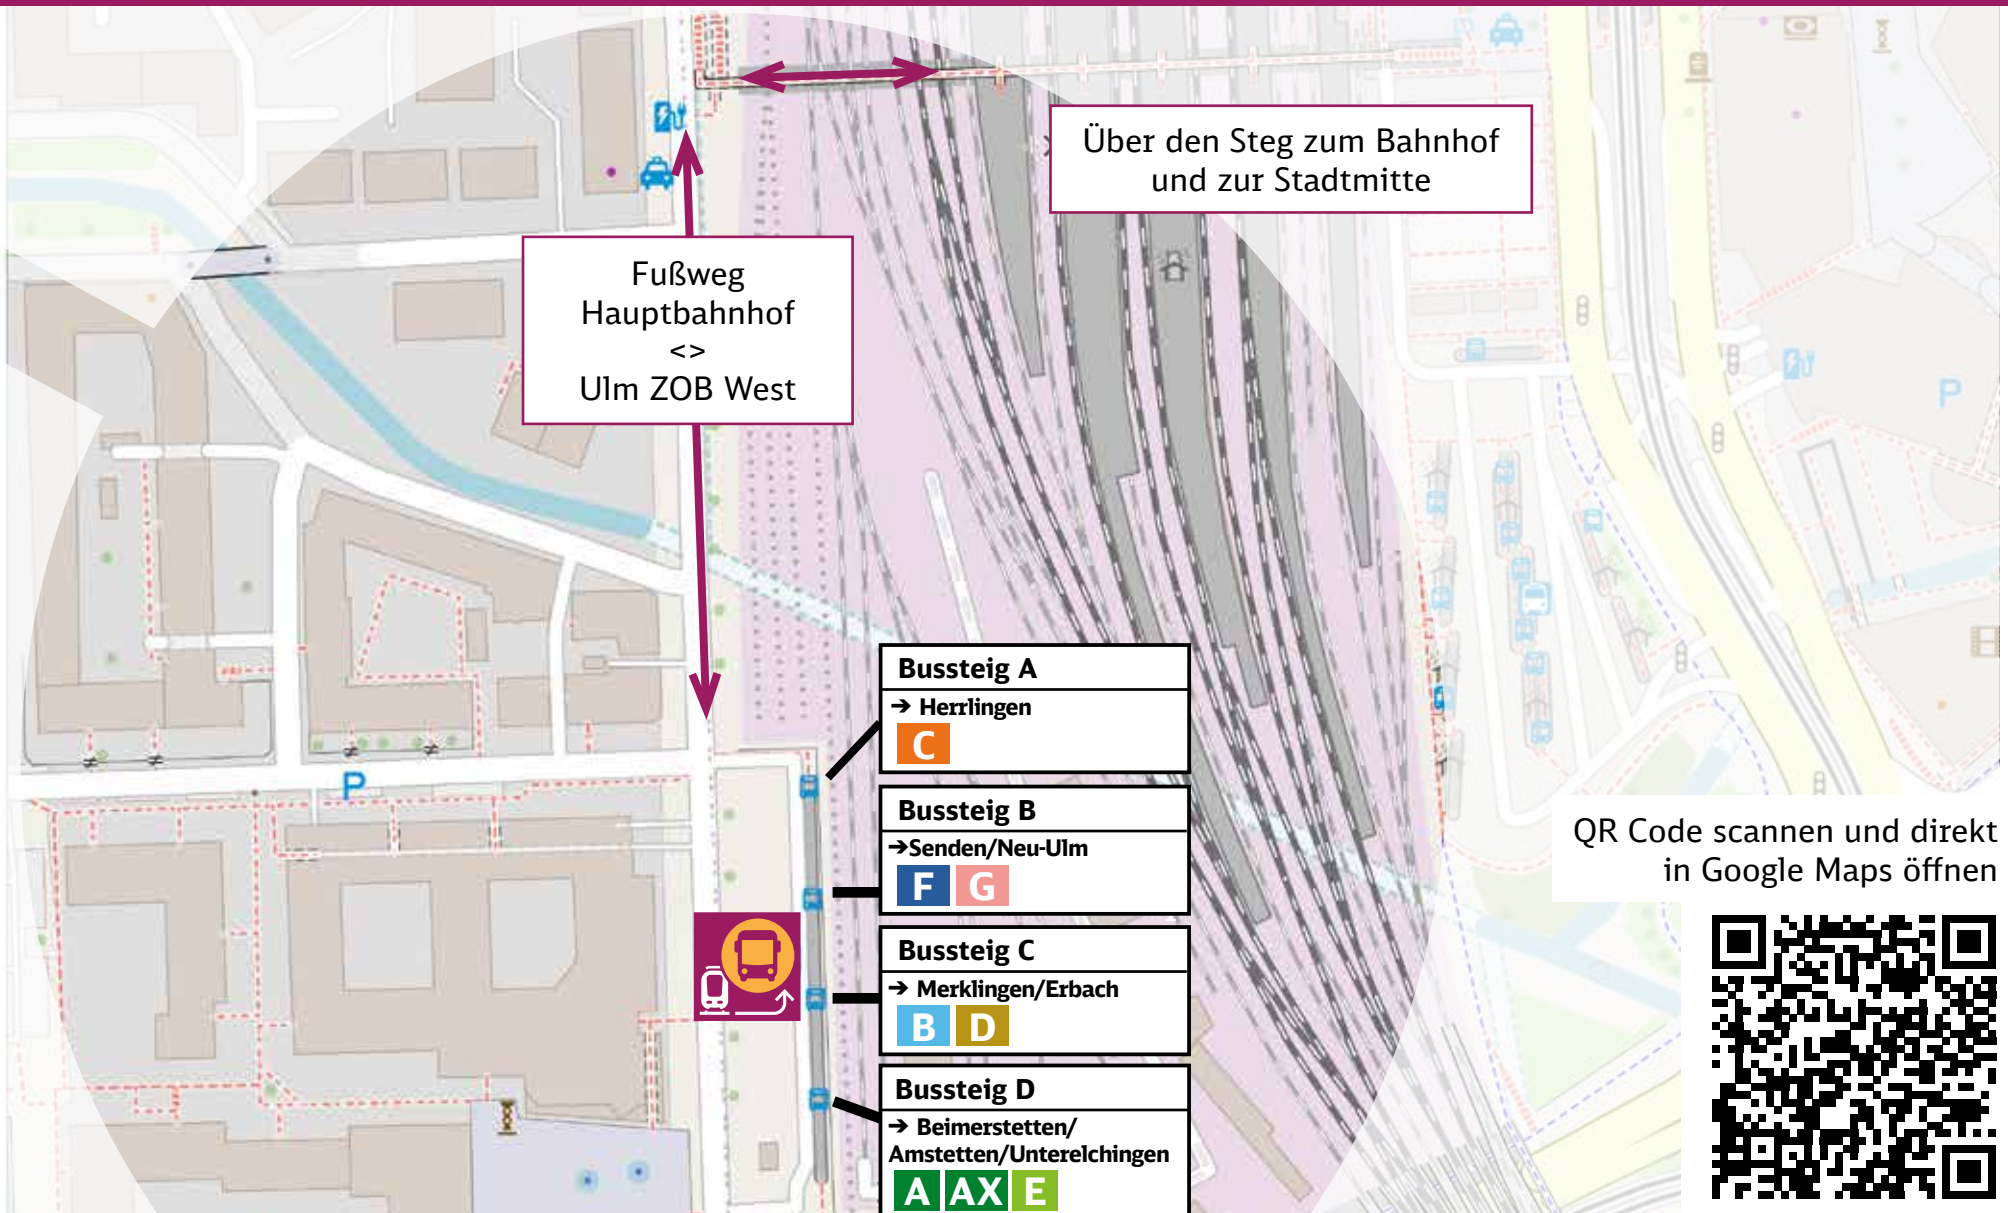 Über den Steg zum Bahnhof
und zur Stadtmitte
Fußweg
Hauptbahnhof
<>
Ulm ZOB West
P
Bussteig A
➔ Herrlingen
C
P
Bussteig B
➔Senden/Neu-Ulm
F G
Bussteig C
➔ Merklingen/Erbach
B D
Bussteig D
➔ Beimerstetten/
Amstetten/Unterelchingen
A AX E
QR Code scannen und direkt
in Google Maps öffnen